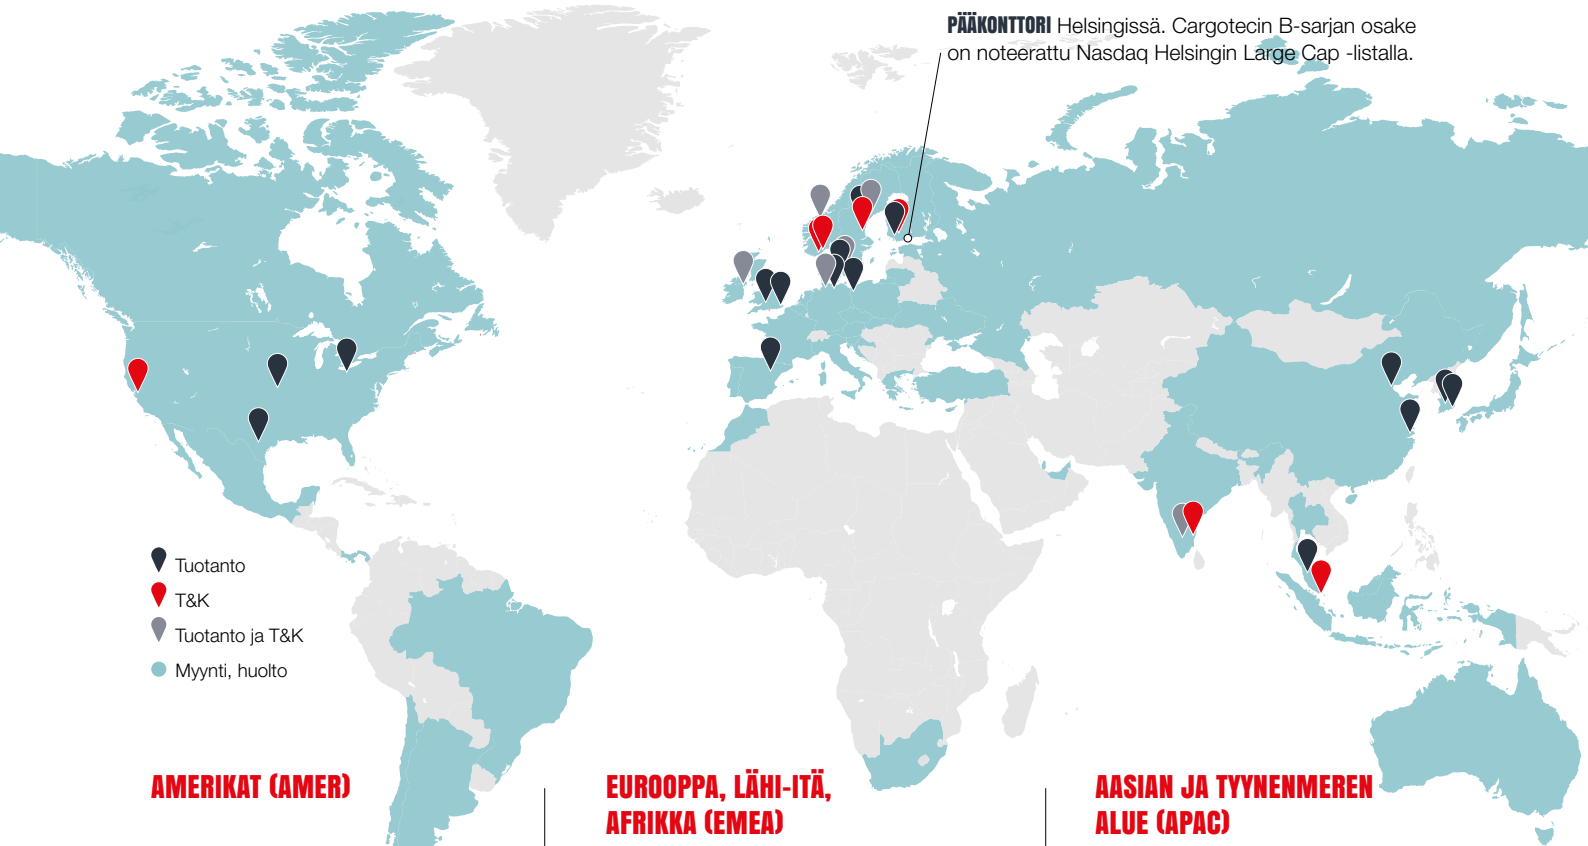 PÄÄKONTTORI Helsingissä. Cargotecin B-sarjan osake
on noteerattu Nasdaq Helsingin Large Cap -listalla.
Tuotanto
T&K
Tuotanto ja T&K
Myynti, huolto
AMERIKAT (AMER)
EUROOPPA, LÄHI-ITÄ,
AFRIKKA (EMEA)
AASIAN JA TYYNENMEREN
ALUE (APAC)